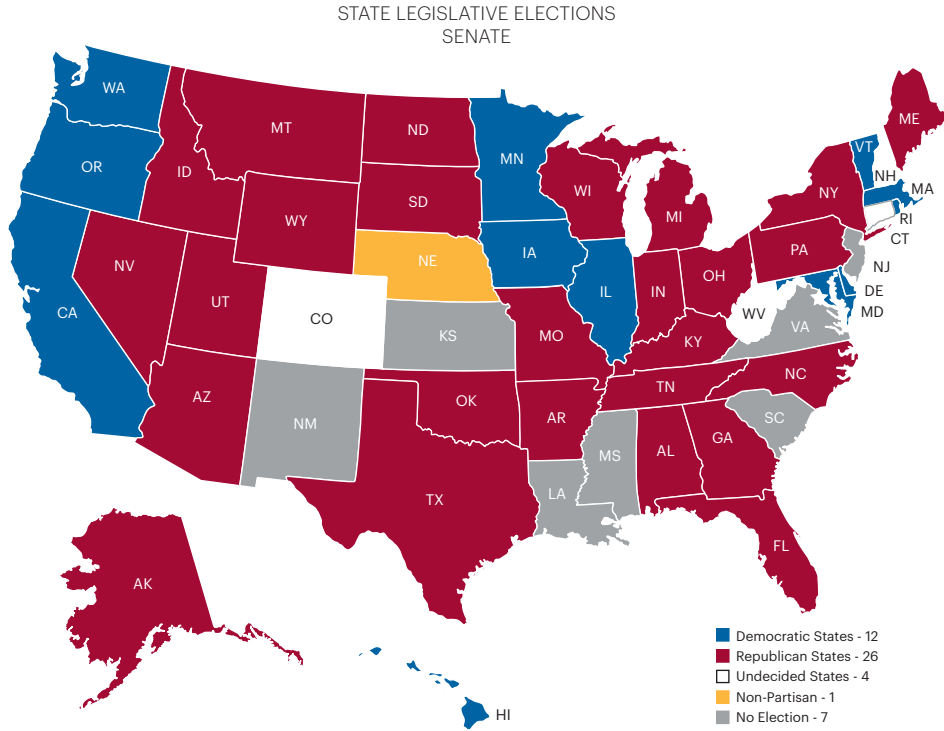 STATE LEGISLATIVE ELECTIONS
SENATE
WA
OR
CA
NV
ID
MT
WY
UT
AZ
CO
NM
ND
SD
NE
KS
OK
TX
MN
IA
MO
AR
LA
WI
IL
MS
MI
IN
OH
KY
TN
AL
GA
FL
SC
NC
VA
WV
PA
NY
VT
NH
ME
MA
RI
CT
NJ
DE
MD
AK
HI
Democratic States - 12
Republican States - 26
Undecided States - 4
Non-Partisan - 1
No Election - 7